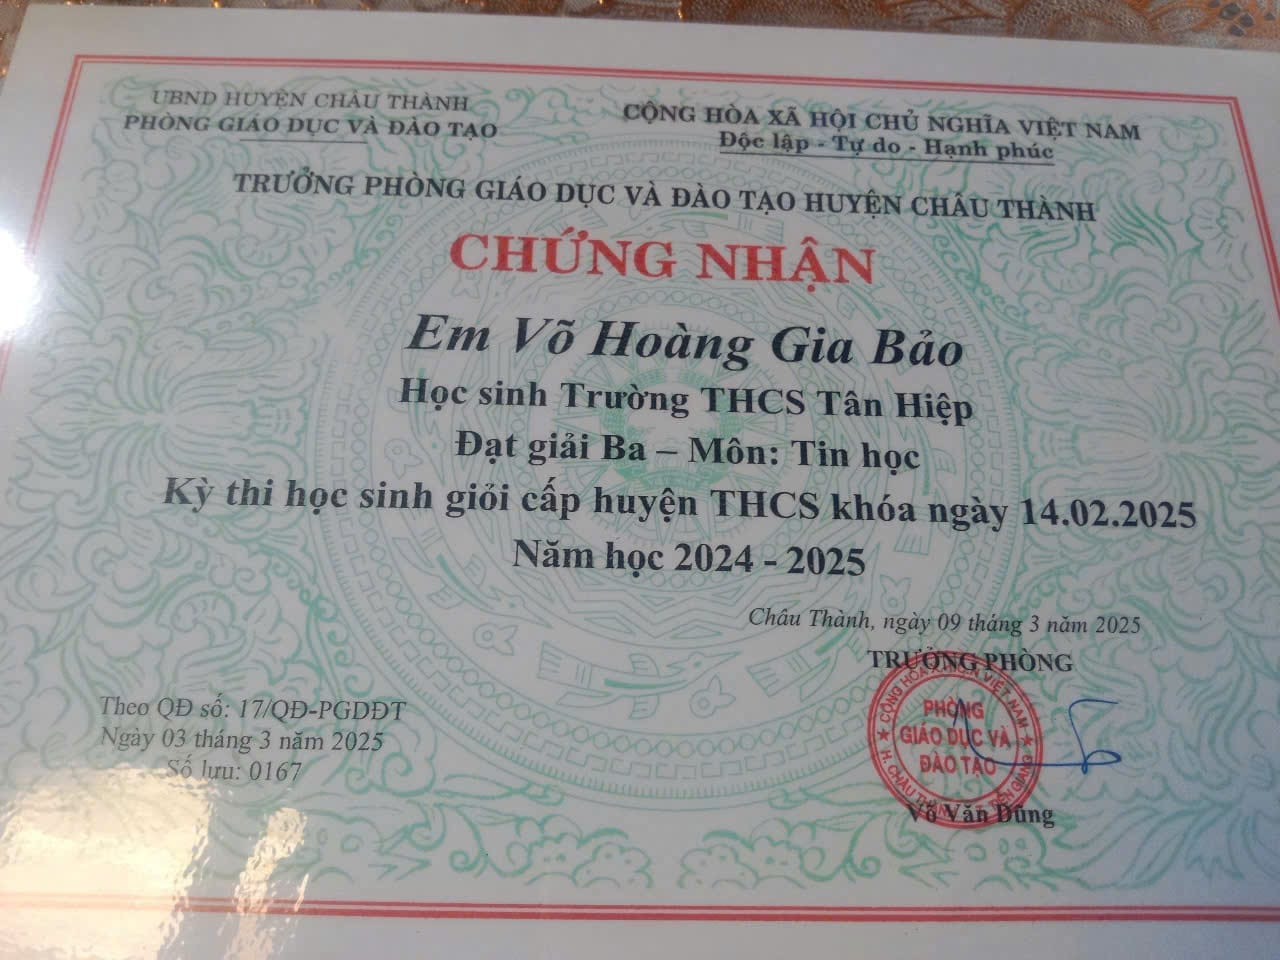 UBND HUYỆN CHÂU THÀNH
PHÒNG GIÁO DỤC VÀ ĐÀO TẠO
CỘNG HÒA XÃ HỘI CHỦ NGHĨA VIỆT NAM
Độc lập - Tự do - Hạnh phúc
TRƯỞNG PHÒNG GIÁO DỤC VÀ ĐÀO TẠO HUYỆN CHÂU THÀNH
CHỨNG NHẬN
Em Võ Hoàng Gia Bảo
Học sinh Trường THCS Tân Hiệp
Đạt giải Ba – Môn: Tin học
Kỳ thi học sinh giỏi cấp huyện THCS khóa ngày 14.02.2025
Năm học 2024 - 2025
Châu Thành, ngày 09 tháng 3 năm 2025
TRƯỞNG PHÒNG
PHÒNG
GIÁO DỤC VÀ
ĐÀO TẠO
Võ Văn Dũng
Theo QĐ số: 17/QĐ-PGDĐT
Ngày 03 tháng 3 năm 2025
Số lưu: 0167